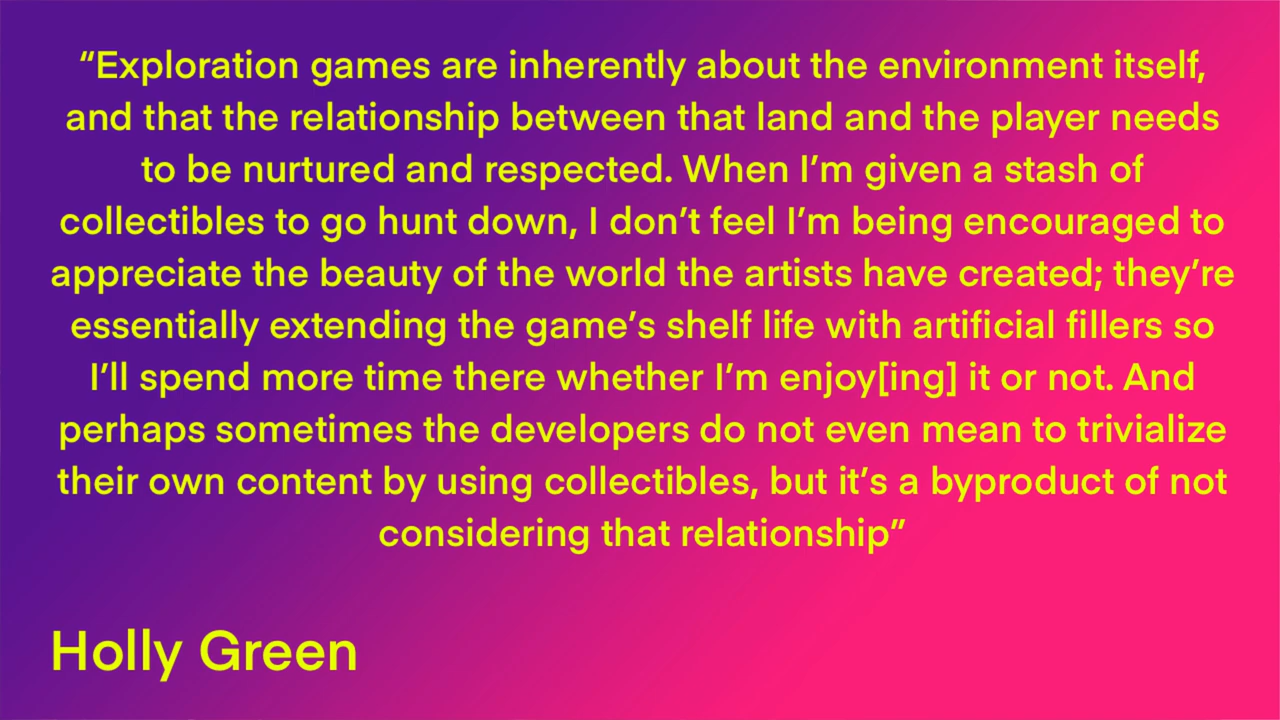 “Exploration games are inherently about the environment itself,
and that the relationship between that land and the player needs
to be nurtured and respected. When I’m given a stash of
collectibles to go hunt down, I don’t feel I’m being encouraged to
appreciate the beauty of the world the artists have created; they’re
essentially extending the game’s shelf life with artificial fillers so
I’ll spend more time there whether I’m enjoy[ing] it or not. And
perhaps sometimes the developers do not even mean to trivialize
their own content by using collectibles, but it’s a byproduct of not
considering that relationship”
Holly Green